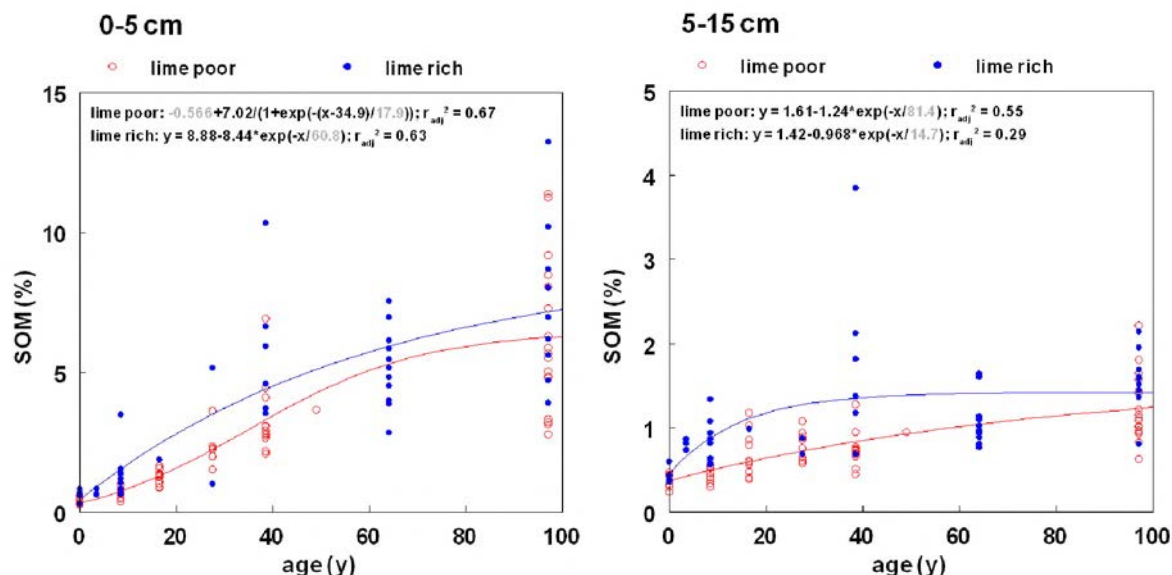 0-5 cm
lime poor lime rich
15
lime poor: -0.566+7.02/(1+exp(-(x-34.9)/17.9)); r_adj² = 0.67
lime rich: y = 8.88-8.44*exp(-x/60.8); r_adj² = 0.63
10
SOM (%)
5
0
0 20 40 60 80 100
age (y)
5-15 cm
lime poor lime rich
5
lime poor: y = 1.61-1.24*exp(-x/81.4); r_adj² = 0.55
lime rich: y = 1.42-0.968*exp(-x/14.7); r_adj² = 0.29
4
3
SOM (%)
2
1
0
0 20 40 60 80 100
age (y)